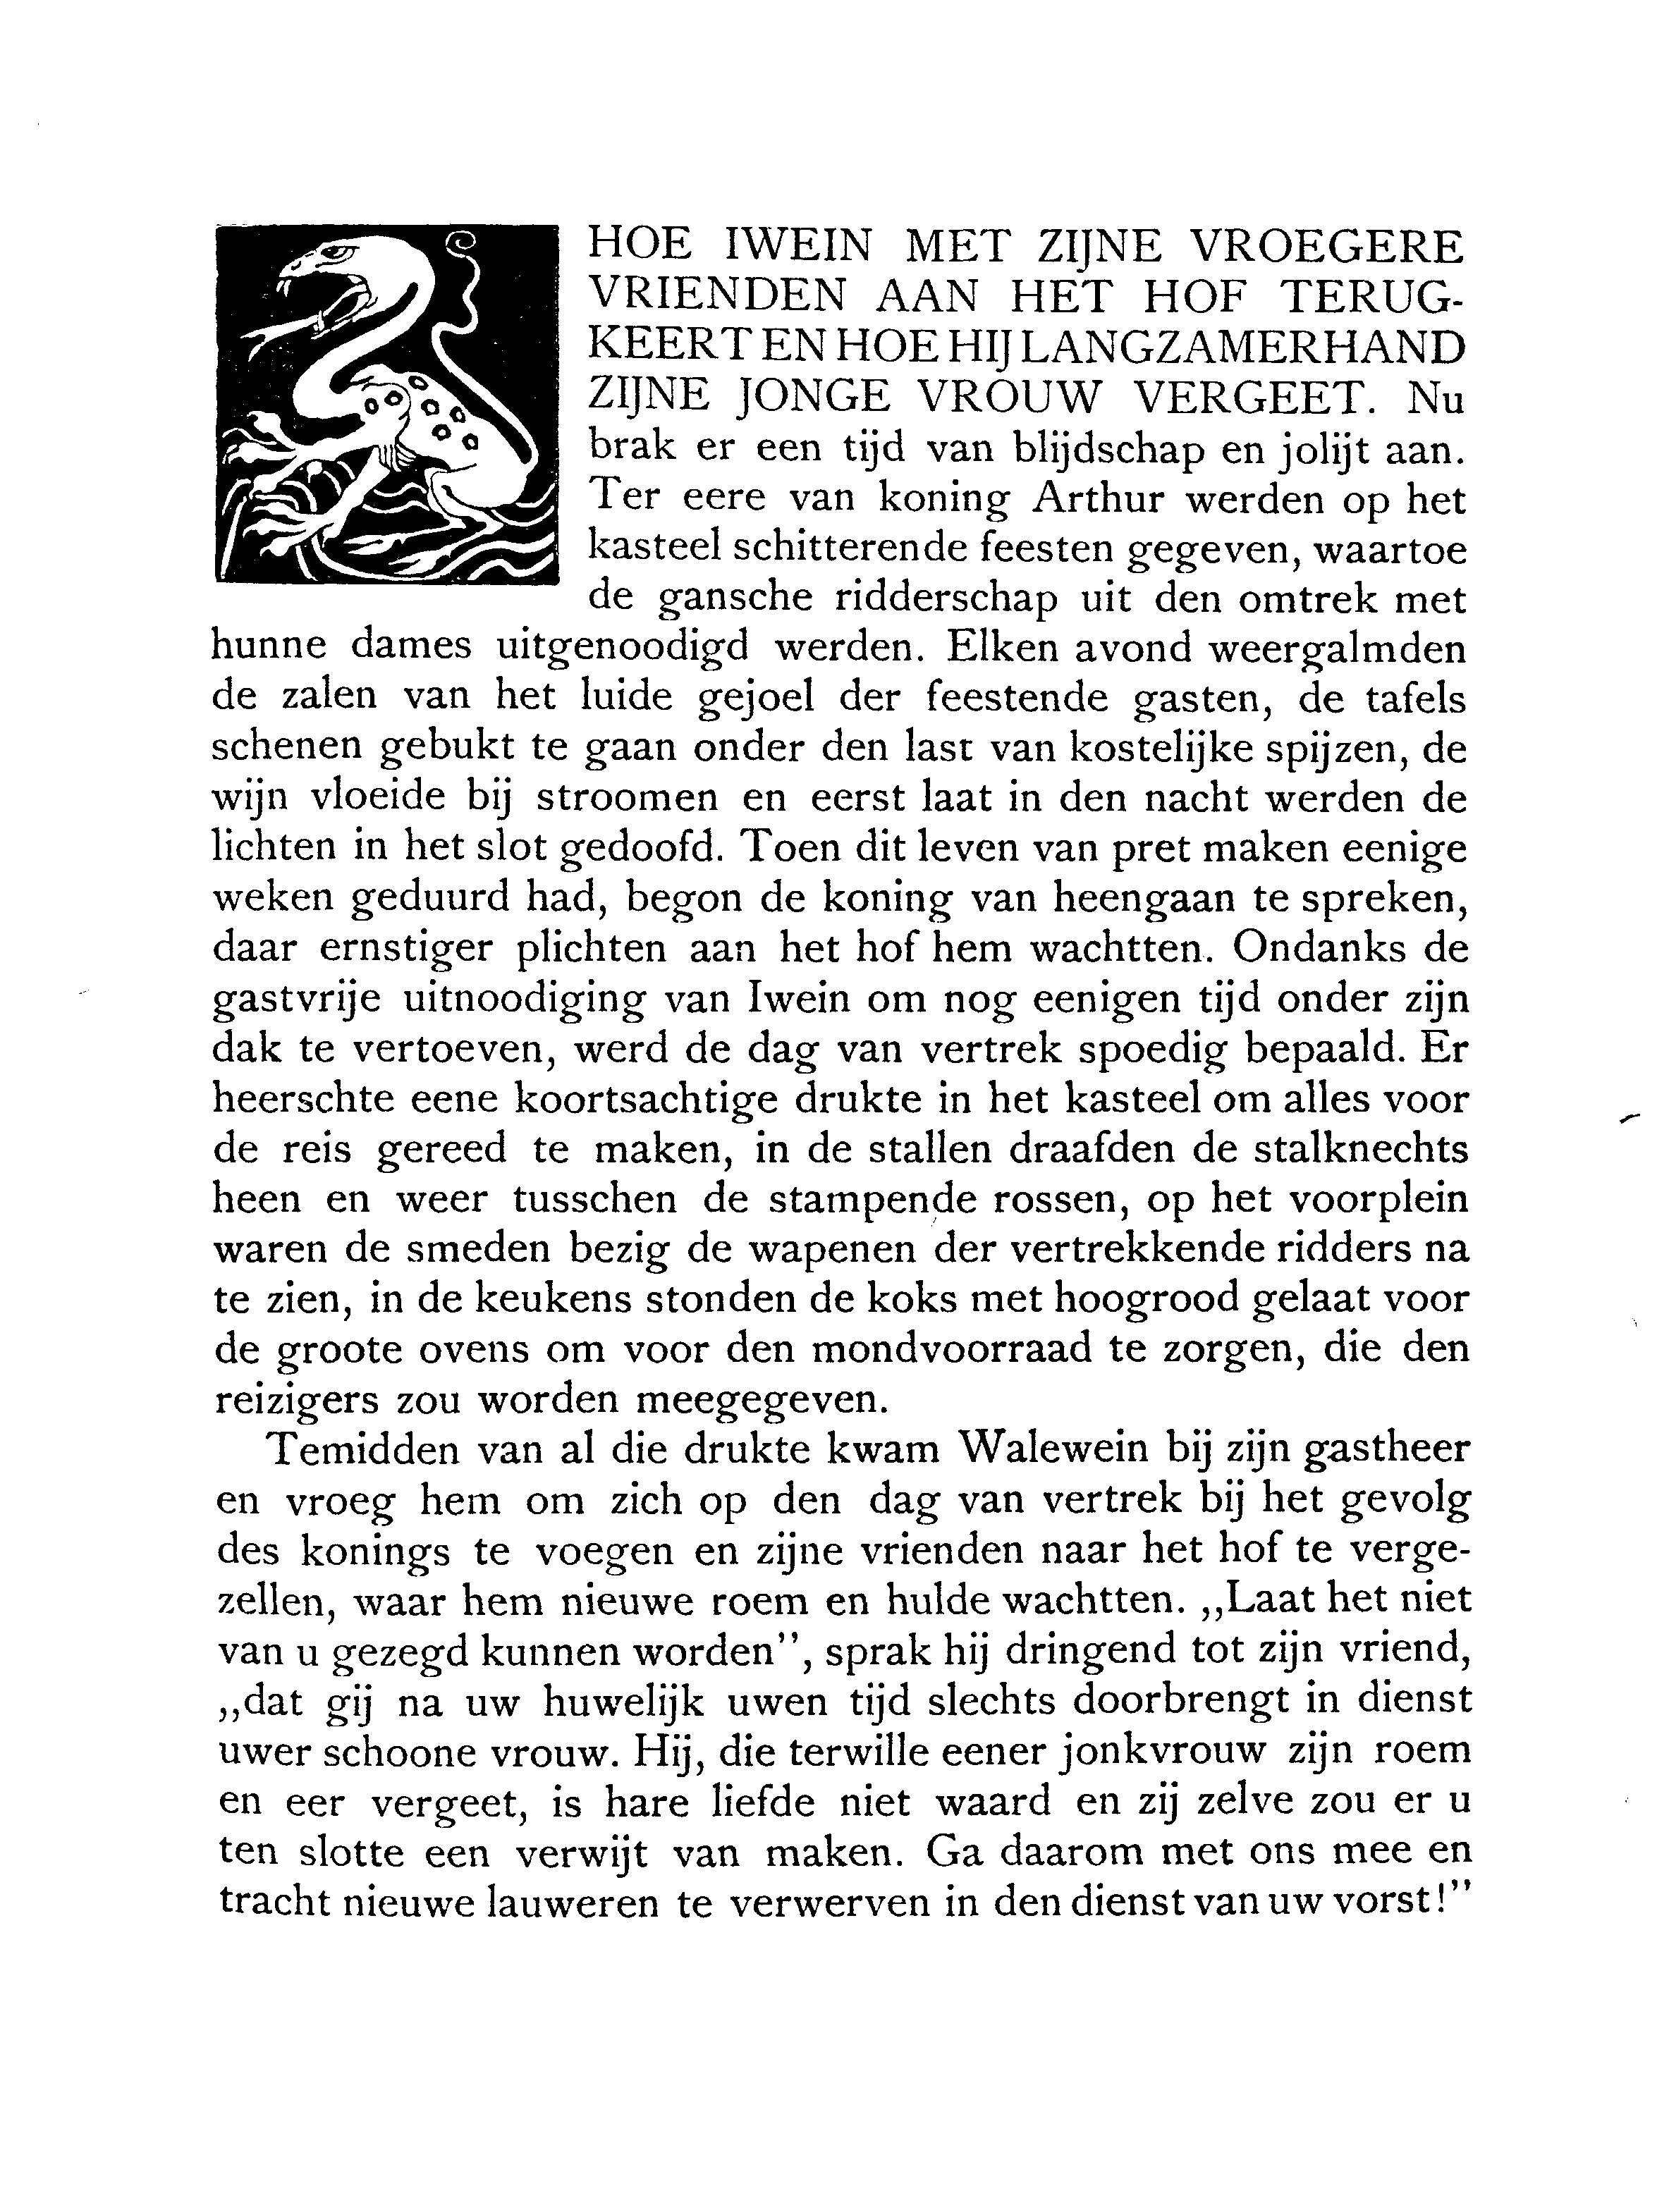 HOE IWEIN MET ZIJNE VROEGERE
VRIENDEN AAN HET HOF TERUG-
KEERT EN HOE HIJ LANGZAMERHAND
ZIJNE JONGE VROUW VERGEET. Nu
brak er een tijd van blijdschap en jolijt aan.
Ter eere van koning Arthur werden op het
kasteel schitterende feesten gegeven, waartoe
de gansche ridderschap uit den omtrek met
hunne dames uitgenoodigd werden. Elken avond weergalmden
de zalen van het luide gejoel der feestende gasten, de tafels
schenen gebukt te gaan onder den last van kostelijke spijzen, de
wijn vloeide bij stroomen en eerst laat in den nacht werden de
lichten in het slot gedoofd. Toen dit leven van pret maken eenige
weken geduurd had, begon de koning van heengaan te spreken,
daar ernstiger plichten aan het hof hem wachtten. Ondanks de
gastvrije uitnoodiging van Iwein om nog eenigen tijd onder zijn
dak te vertoeven, werd de dag van vertrek spoedig bepaald. Er
heerschte eene koortsachtige drukte in het kasteel om alles voor
de reis gereed te maken, in de stallen draafden de stalknechts
heen en weer tusschen de stampende rossen, op het voorplein
waren de smeden bezig de wapenen der vertrekkende ridders na
te zien, in de keukens stonden de koks met hoogrood gelaat voor
de groote ovens om voor den mondvoorraad te zorgen, die den
reizigers zou worden meegegeven.
Temidden van al die drukte kwam Walewein bij zijn gastheer
en vroeg hem om zich op den dag van vertrek bij het gevolg
des konings te voegen en zijne vrienden naar het hof te verge-
zellen, waar hem nieuwe roem en hulde wachtten. ,,Laat het niet
van u gezegd kunnen worden”, sprak hij dringend tot zijn vriend,
,,dat gij na uw huwelijk uwen tijd slechts doorbrengt in dienst
uwer schoone vrouw. Hij, die terwille eener jonkvrouw zijn roem
en eer vergeet, is hare liefde niet waard en zij zelve zou er u
ten slotte een verwijt van maken. Ga daarom met ons mee en
tracht nieuwe lauweren te verwerven in den dienst van uw vorst!”